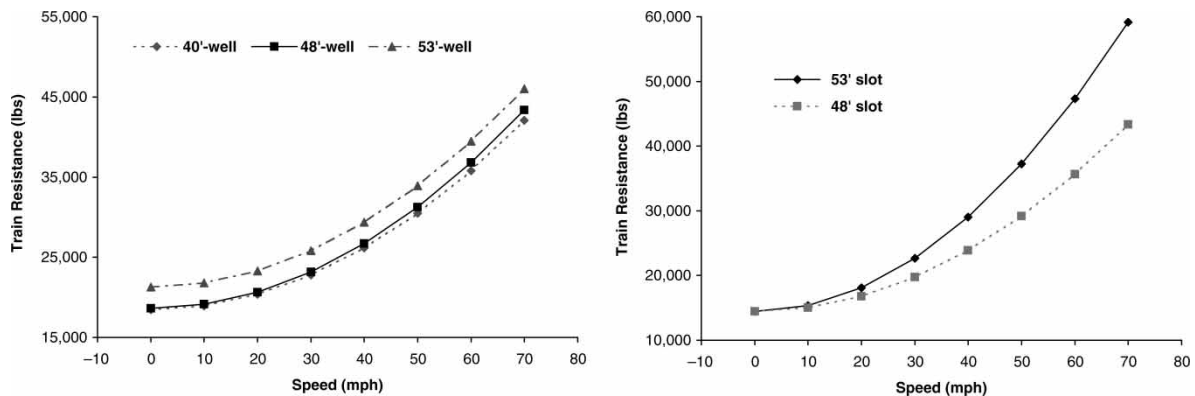 55,000
45,000
35,000
25,000
15,000
Train Resistance (lbs)
40'-well 48'-well 53'-well
–10 0 10 20 30 40 50 60 70 80
Speed (mph)
60,000
50,000
40,000
30,000
20,000
10,000
Train Resistance (lbs)
53' slot
48' slot
–10 0 10 20 30 40 50 60 70 80
Speed (mph)